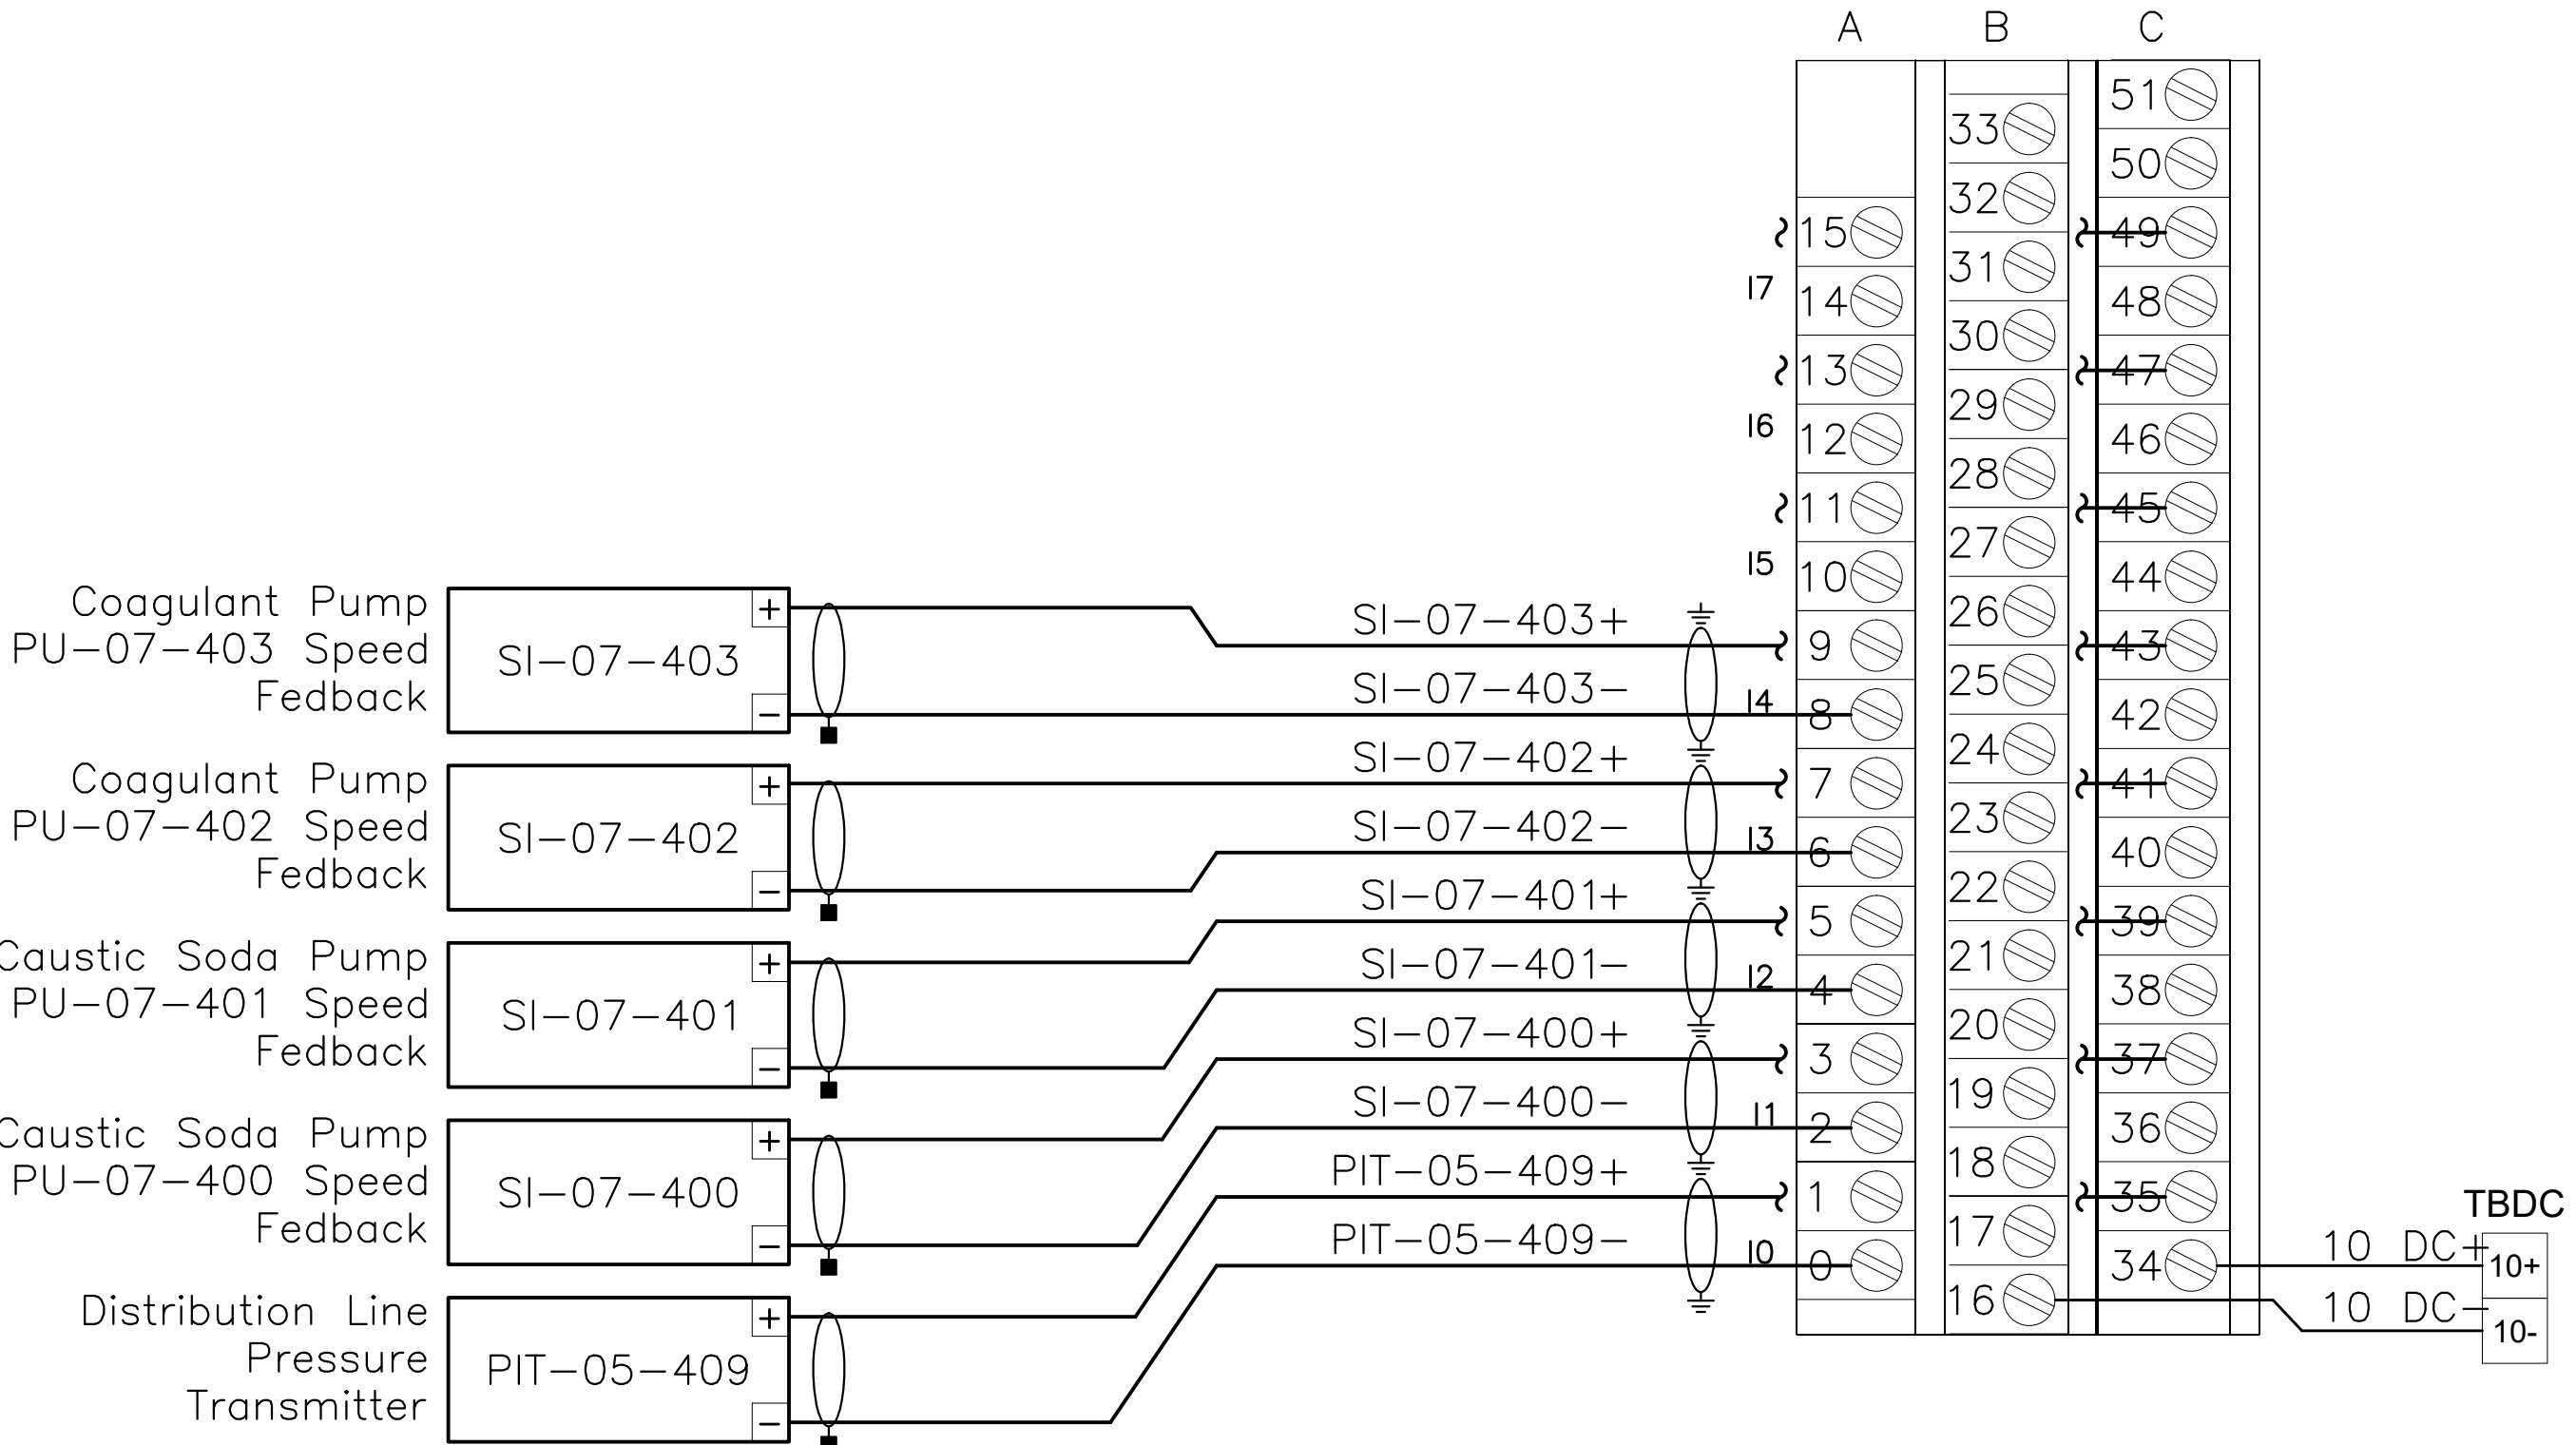 A B C
51
33
50
32
15
49
31
I7
14
48
30
13
47
29
I6
12
46
28
11
45
27
I5
10
44
26
9
43
25
I4
8
42
24
7
41
23
I3
6
40
22
5
39
21
I2
4
38
20
3
37
19
I1
2
36
18
1
35
17
I0
0
34
16
Coagulant Pump
PU-07-403 Speed
Fedback
+
SI-07-403
-
SI-07-403+
SI-07-403-
Coagulant Pump
PU-07-402 Speed
Fedback
+
SI-07-402
-
SI-07-402+
SI-07-402-
Caustic Soda Pump
PU-07-401 Speed
Fedback
+
SI-07-401
-
SI-07-401+
SI-07-401-
Caustic Soda Pump
PU-07-400 Speed
Fedback
+
SI-07-400
-
SI-07-400+
SI-07-400-
Distribution Line
Pressure
Transmitter
+
PIT-05-409
-
PIT-05-409+
PIT-05-409-
TBDC
10 DC+
10+
10 DC-
10-